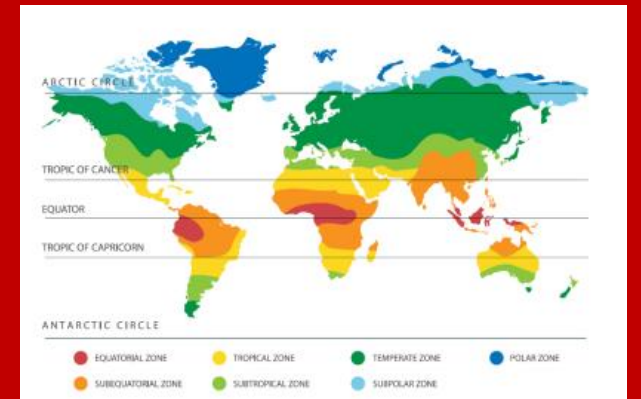 ARCTIC CIRCLE
TROPIC OF CANCER
EQUATOR
TROPIC OF CAPRICORN
ANTARCTIC CIRCLE
EQUATORIAL ZONE
TROPICAL ZONE
TEMPERATE ZONE
POLAR ZONE
SUBEQUATORIAL ZONE
SUBTROPICAL ZONE
SUBPOLAR ZONE